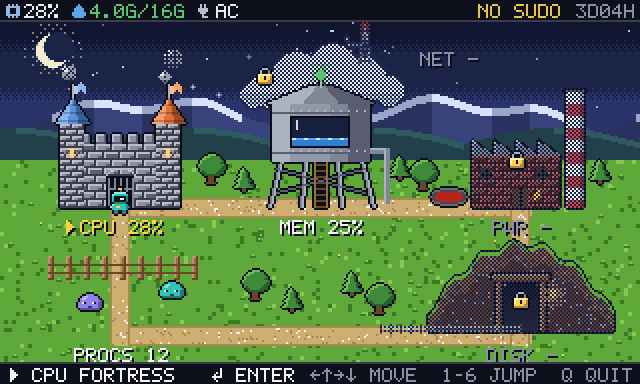 28% 4.0G/16G AC NO SUDO 3D04H
NET -
CPU 28% MEM 25% PWR -
PROCS 12 DISK -
CPU FORTRESS ENTER ←↑→↓ MOVE 1-6 JUMP Q QUIT